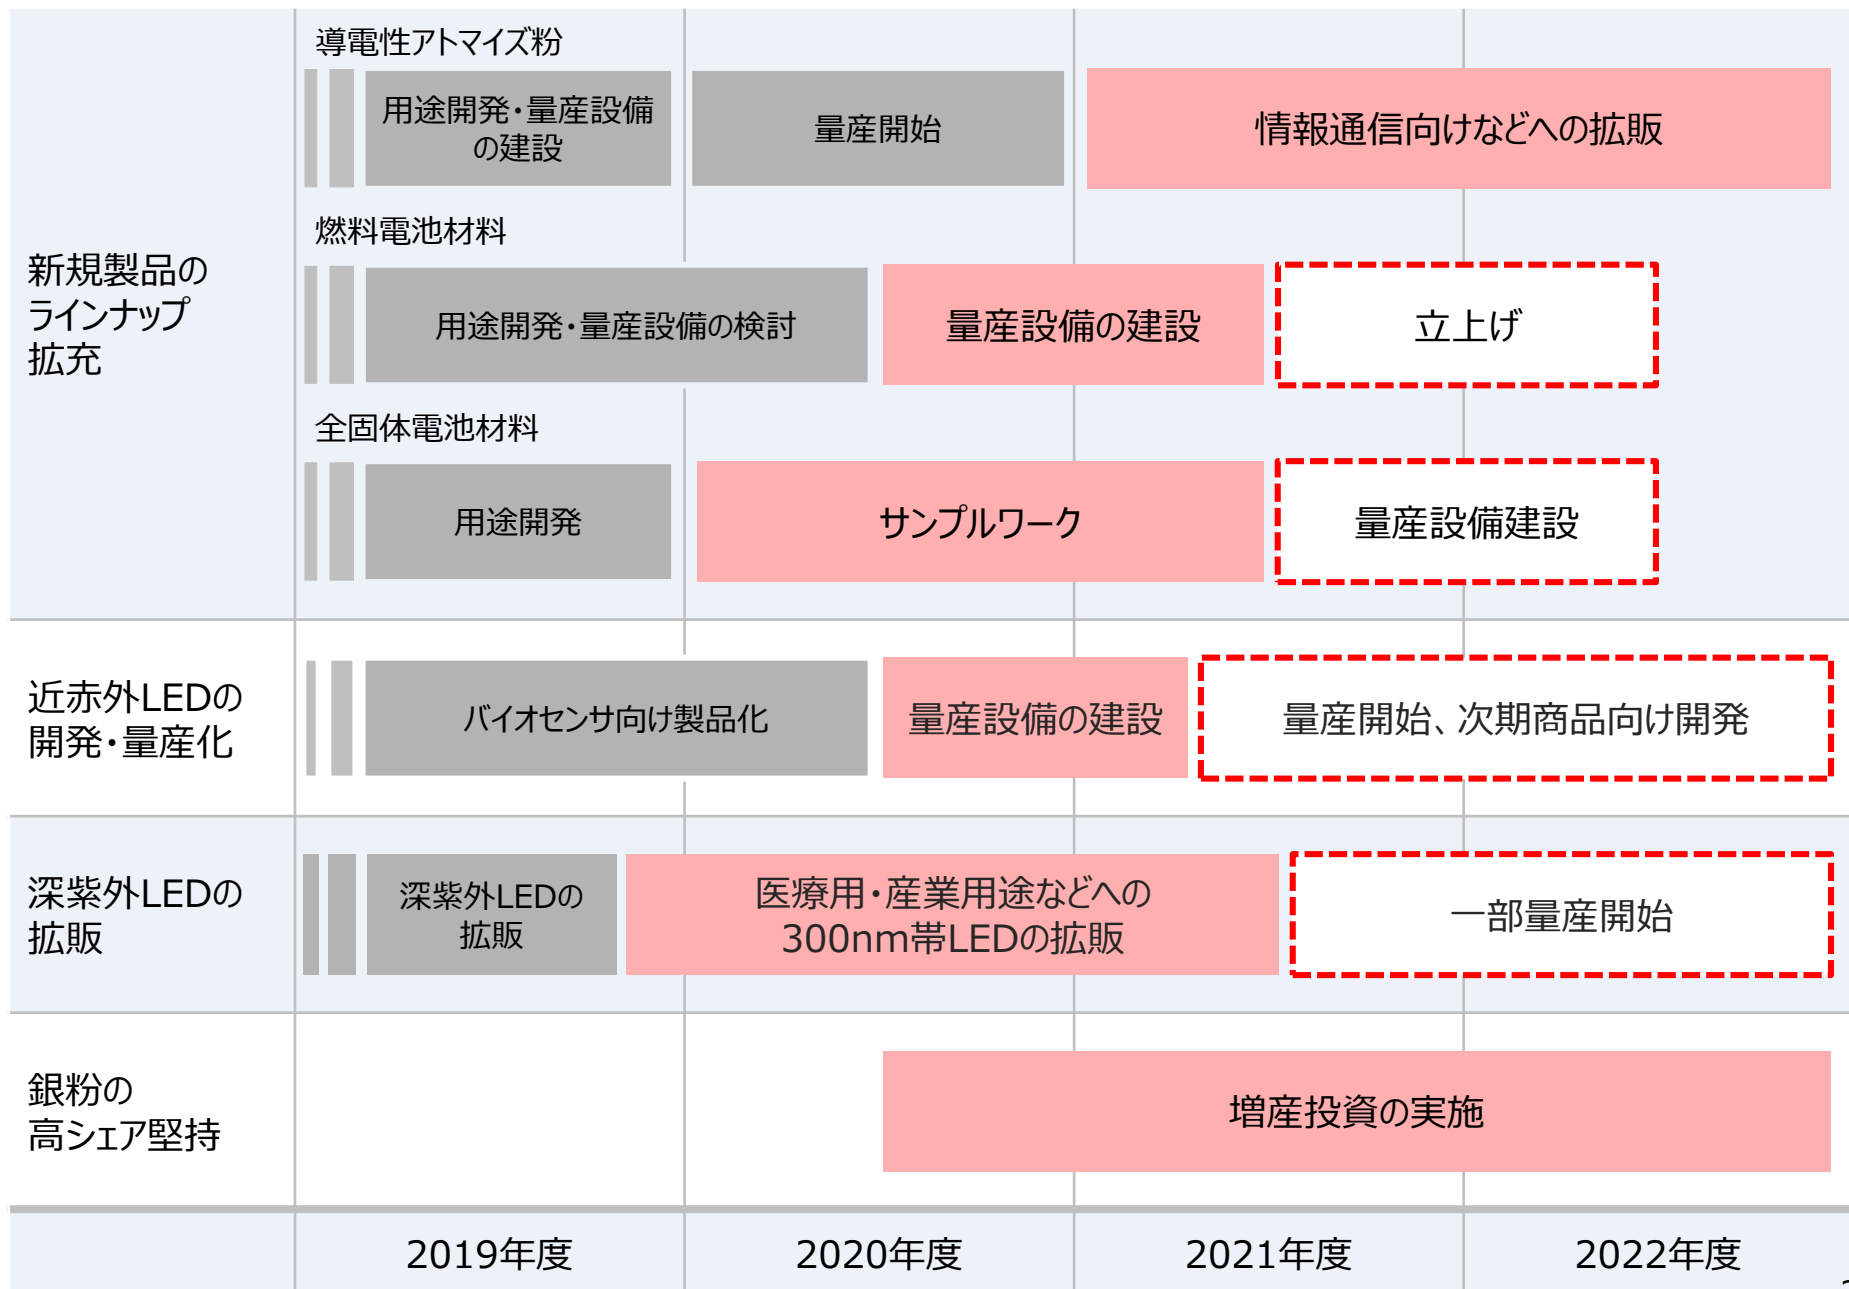 導電性アトマイズ粉
用途開発・量産設備
の建設
量産開始
情報通信向けなどへの拡販
新規製品の
ラインナップ
拡充
燃料電池材料
用途開発・量産設備の検討
量産設備の建設
立上げ
全固体電池材料
用途開発
サンプルワーク
量産設備建設
近赤外LEDの
開発・量産化
バイオセンサ向け製品化
量産設備の建設
量産開始、次期商品向け開発
深紫外LEDの
拡販
深紫外LEDの
拡販
医療用・産業用途などへの
300nm帯LEDの拡販
一部量産開始
銀粉の
高シェア堅持
増産投資の実施
2019年度
2020年度
2021年度
2022年度